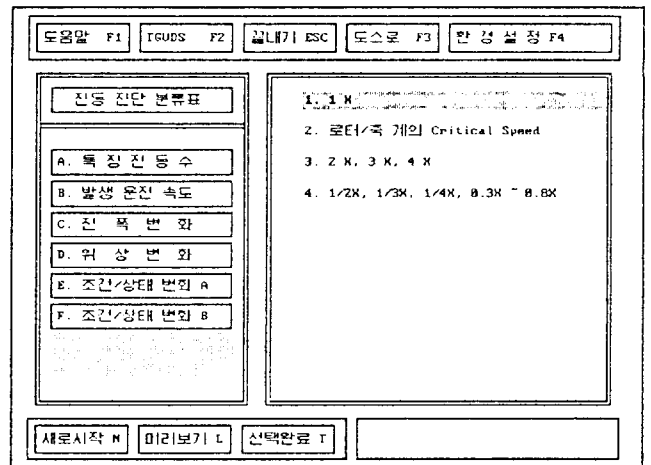 도움말 F1 TGUDS F2 끝내기 ESC 도스로 F3 환 경 설 정 F4
진동 진단 분류표
A. 특 징 진 동 수
B. 발생 운전 속도
C. 진 폭 변 화
D. 위 상 변 화
E. 조건/상태 변화 A
F. 조건/상태 변화 B
1. 1 X
2. 로터/축 계의 Critical Speed
3. 2 X, 3 X, 4 X
4. 1/2X, 1/3X, 1/4X, 0.3X ~ 0.8X
새로시작 N 미리보기 L 선택완료 T